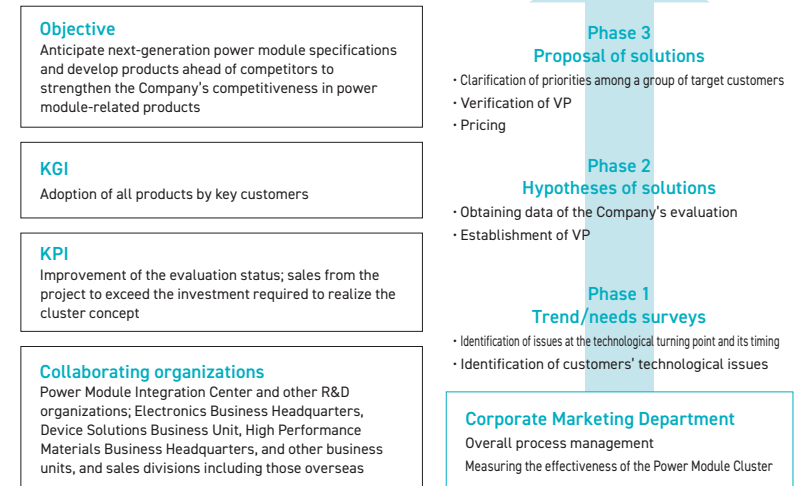 Objective
Anticipate next-generation power module specifications
and develop products ahead of competitors to
strengthen the Company's competitiveness in power
module-related products
KGI
Adoption of all products by key customers
KPI
Improvement of the evaluation status; sales from the
project to exceed the investment required to realize the
cluster concept
Collaborating organizations
Power Module Integration Center and other R&D
organizations; Electronics Business Headquarters,
Device Solutions Business Unit, High Performance
Materials Business Headquarters, and other business
units, and sales divisions including those overseas
Phase 3
Proposal of solutions
・Clarification of priorities among a group of target customers
・Verification of VP
・Pricing
Phase 2
Hypotheses of solutions
・Obtaining data of the Company's evaluation
・Establishment of VP
Phase 1
Trend/needs surveys
・Identification of issues at the technological turning point and its timing
・Identification of customers' technological issues
Corporate Marketing Department
Overall process management
Measuring the effectiveness of the Power Module Cluster